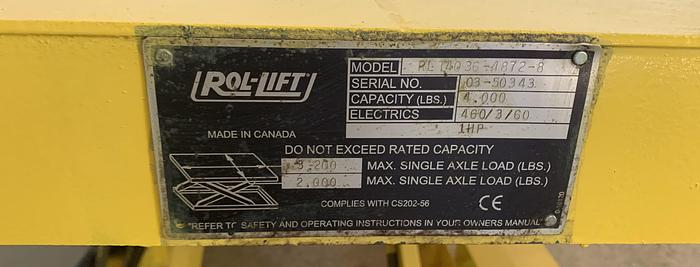 ROL-LIFT
MADE IN CANADA
MODEL
SERIAL NO. 03-50343
CAPACITY (LBS.) 4,000
ELECTRICS 460/3/60
1HP
DO NOT EXCEED RATED CAPACITY
3,200 MAX. SINGLE AXLE LOAD (LBS.)
2,000 MAX. SINGLE AXLE LOAD (LBS.)
COMPLIES WITH CS202-56 CE
"REFER TO SAFETY AND OPERATING INSTRUCTIONS IN YOUR OWNERS MANUAL"